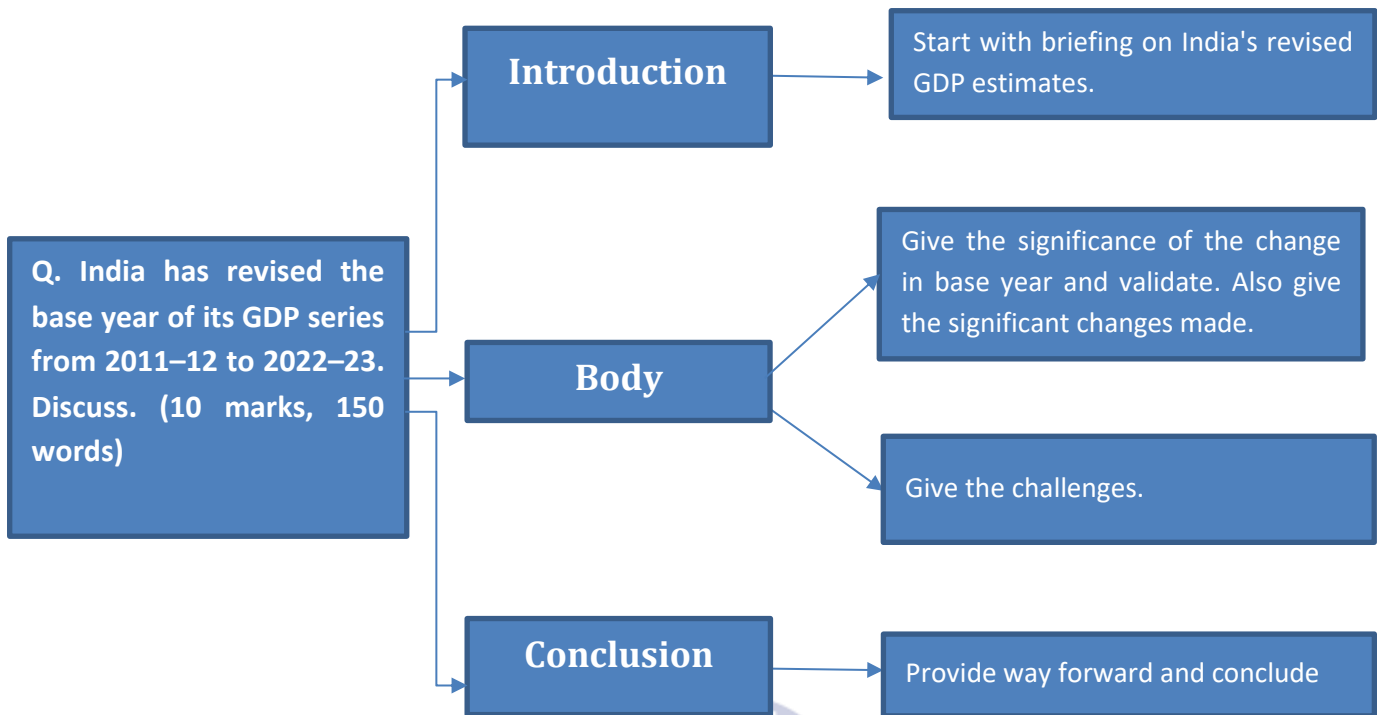 Q. India has revised the
base year of its GDP series
from 2011–12 to 2022–23.
Discuss. (10 marks, 150
words)
Introduction
Start with briefing on India's revised
GDP estimates.
Body
Give the significance of the change
in base year and validate. Also give
the significant changes made.
Give the challenges.
Conclusion
Provide way forward and conclude